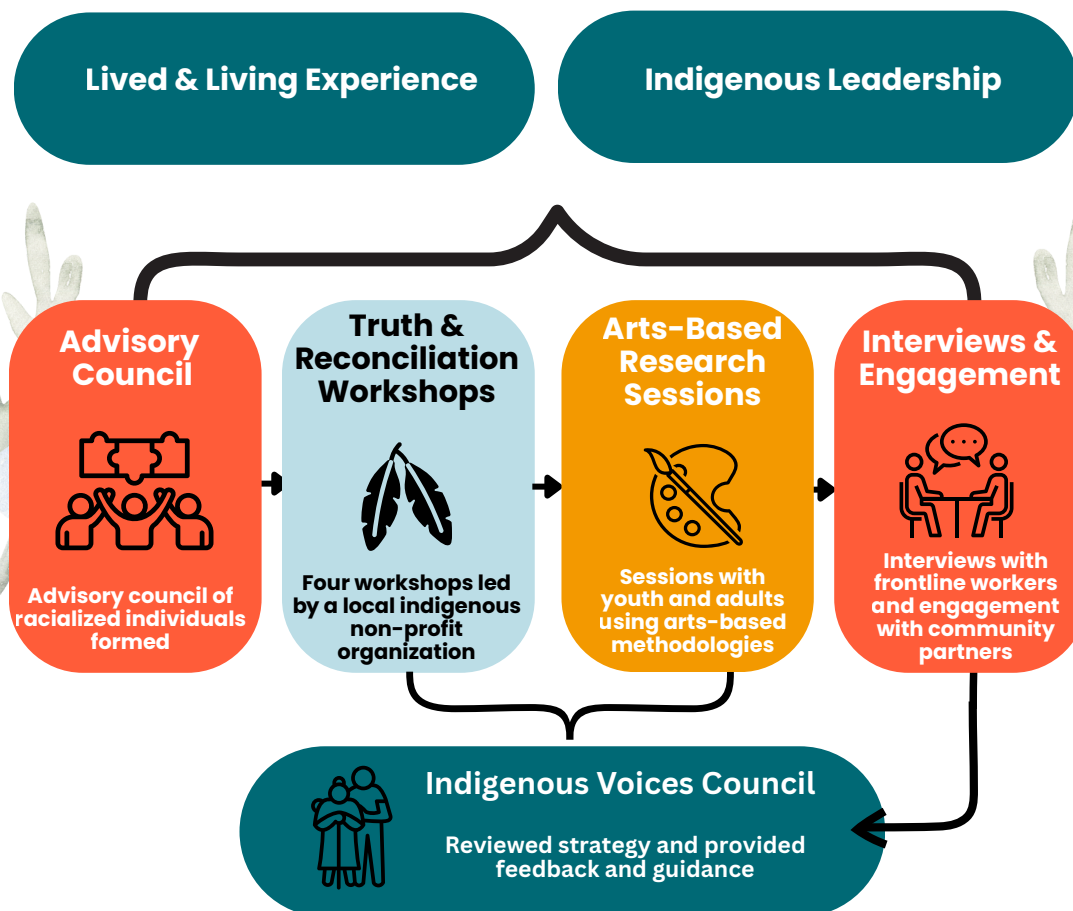 Lived & Living Experience
Indigenous Leadership
Advisory
Council
Advisory council of
racialized individuals
formed
Truth &
Reconciliation
Workshops
Four workshops led
by a local indigenous
non-profit
organization
Arts-Based
Research
Sessions
Sessions with
youth and adults
using arts-based
methodologies
Interviews &
Engagement
Interviews with
frontline workers
and engagement
with community
partners
Indigenous Voices Council
Reviewed strategy and provided
feedback and guidance